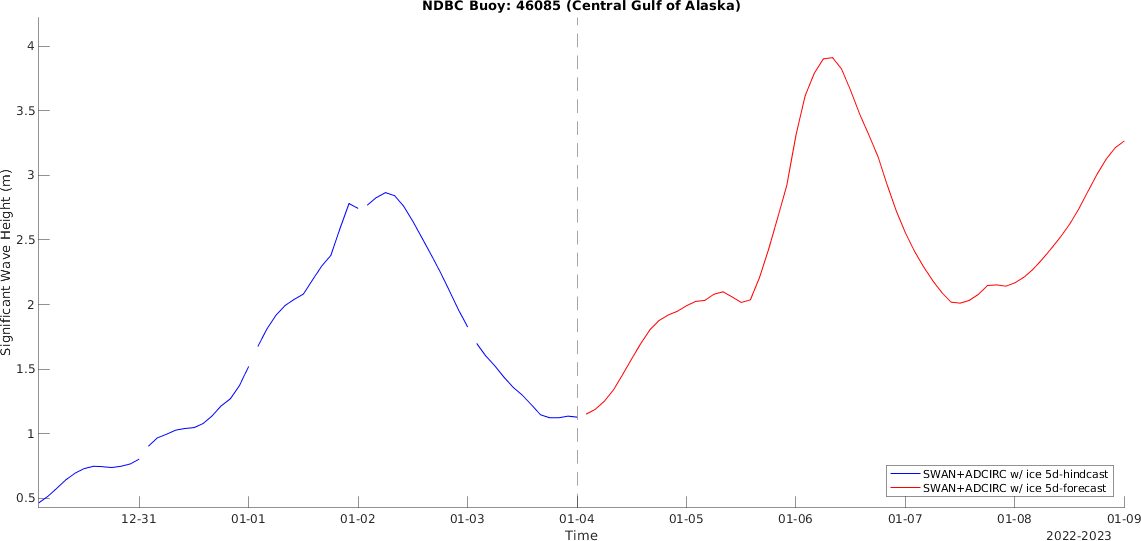 NDBC Buoy: 46085 (Central Gulf of Alaska)
Significant Wave Height (m)
4
3.5
3
2.5
2
1.5
1
0.5
SWAN+ADCIRC w/ ice 5d-hindcast
SWAN+ADCIRC w/ ice 5d-forecast
12-31 01-01 01-02 01-03 01-04 01-05 01-06 01-07 01-08 01-09
Time
2022-2023